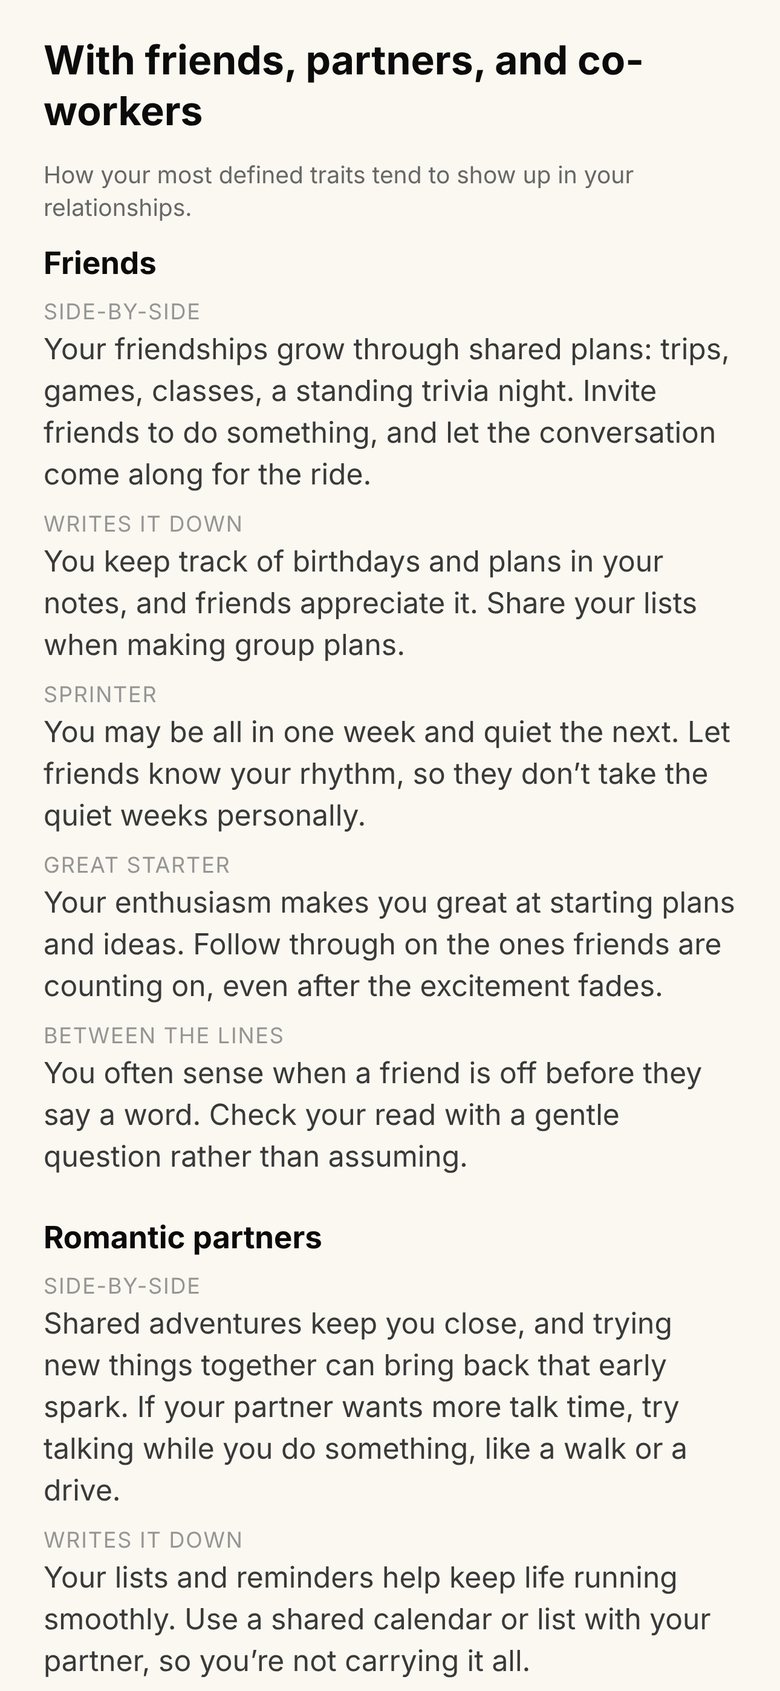 With friends, partners, and co-
workers
How your most defined traits tend to show up in your
relationships.
Friends
SIDE-BY-SIDE
Your friendships grow through shared plans: trips,
games, classes, a standing trivia night. Invite
friends to do something, and let the conversation
come along for the ride.
WRITES IT DOWN
You keep track of birthdays and plans in your
notes, and friends appreciate it. Share your lists
when making group plans.
SPRINTER
You may be all in one week and quiet the next. Let
friends know your rhythm, so they don’t take the
quiet weeks personally.
GREAT STARTER
Your enthusiasm makes you great at starting plans
and ideas. Follow through on the ones friends are
counting on, even after the excitement fades.
BETWEEN THE LINES
You often sense when a friend is off before they
say a word. Check your read with a gentle
question rather than assuming.
Romantic partners
SIDE-BY-SIDE
Shared adventures keep you close, and trying
new things together can bring back that early
spark. If your partner wants more talk time, try
talking while you do something, like a walk or a
drive.
WRITES IT DOWN
Your lists and reminders help keep life running
smoothly. Use a shared calendar or list with your
partner, so you’re not carrying it all.